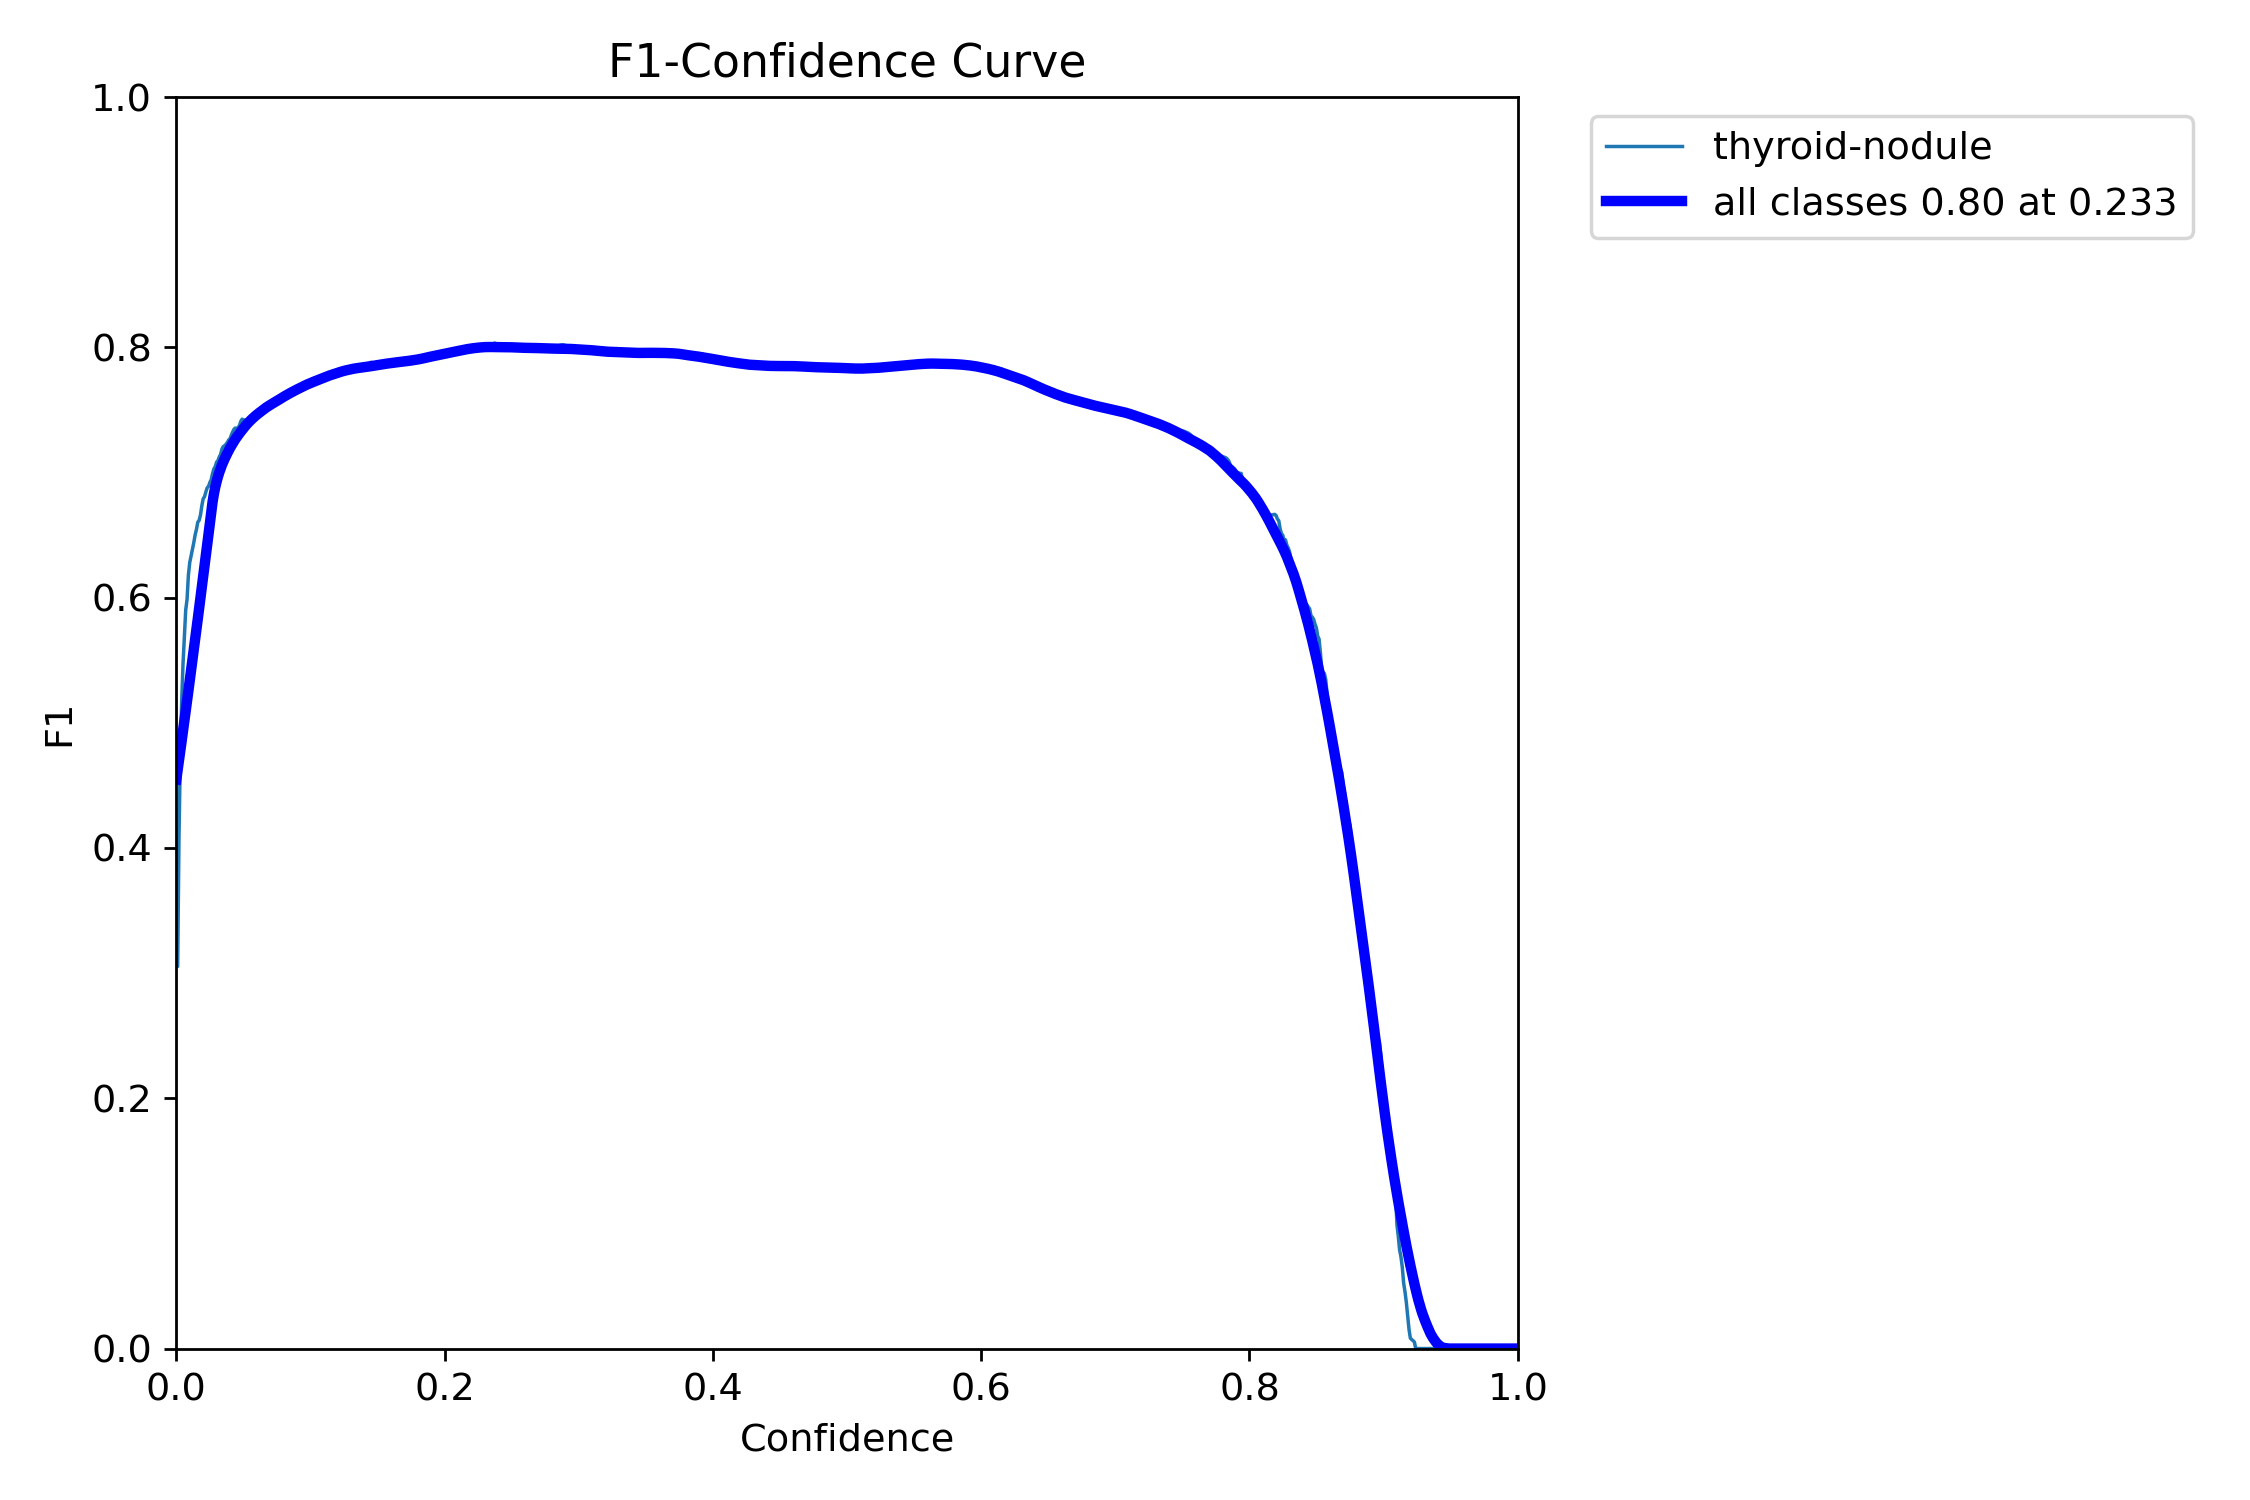 F1-Confidence Curve
1.0
0.8
0.6
0.4
0.2
0.0
F1
0.0 0.2 0.4 0.6 0.8 1.0
Confidence
thyroid-nodule
all classes 0.80 at 0.233